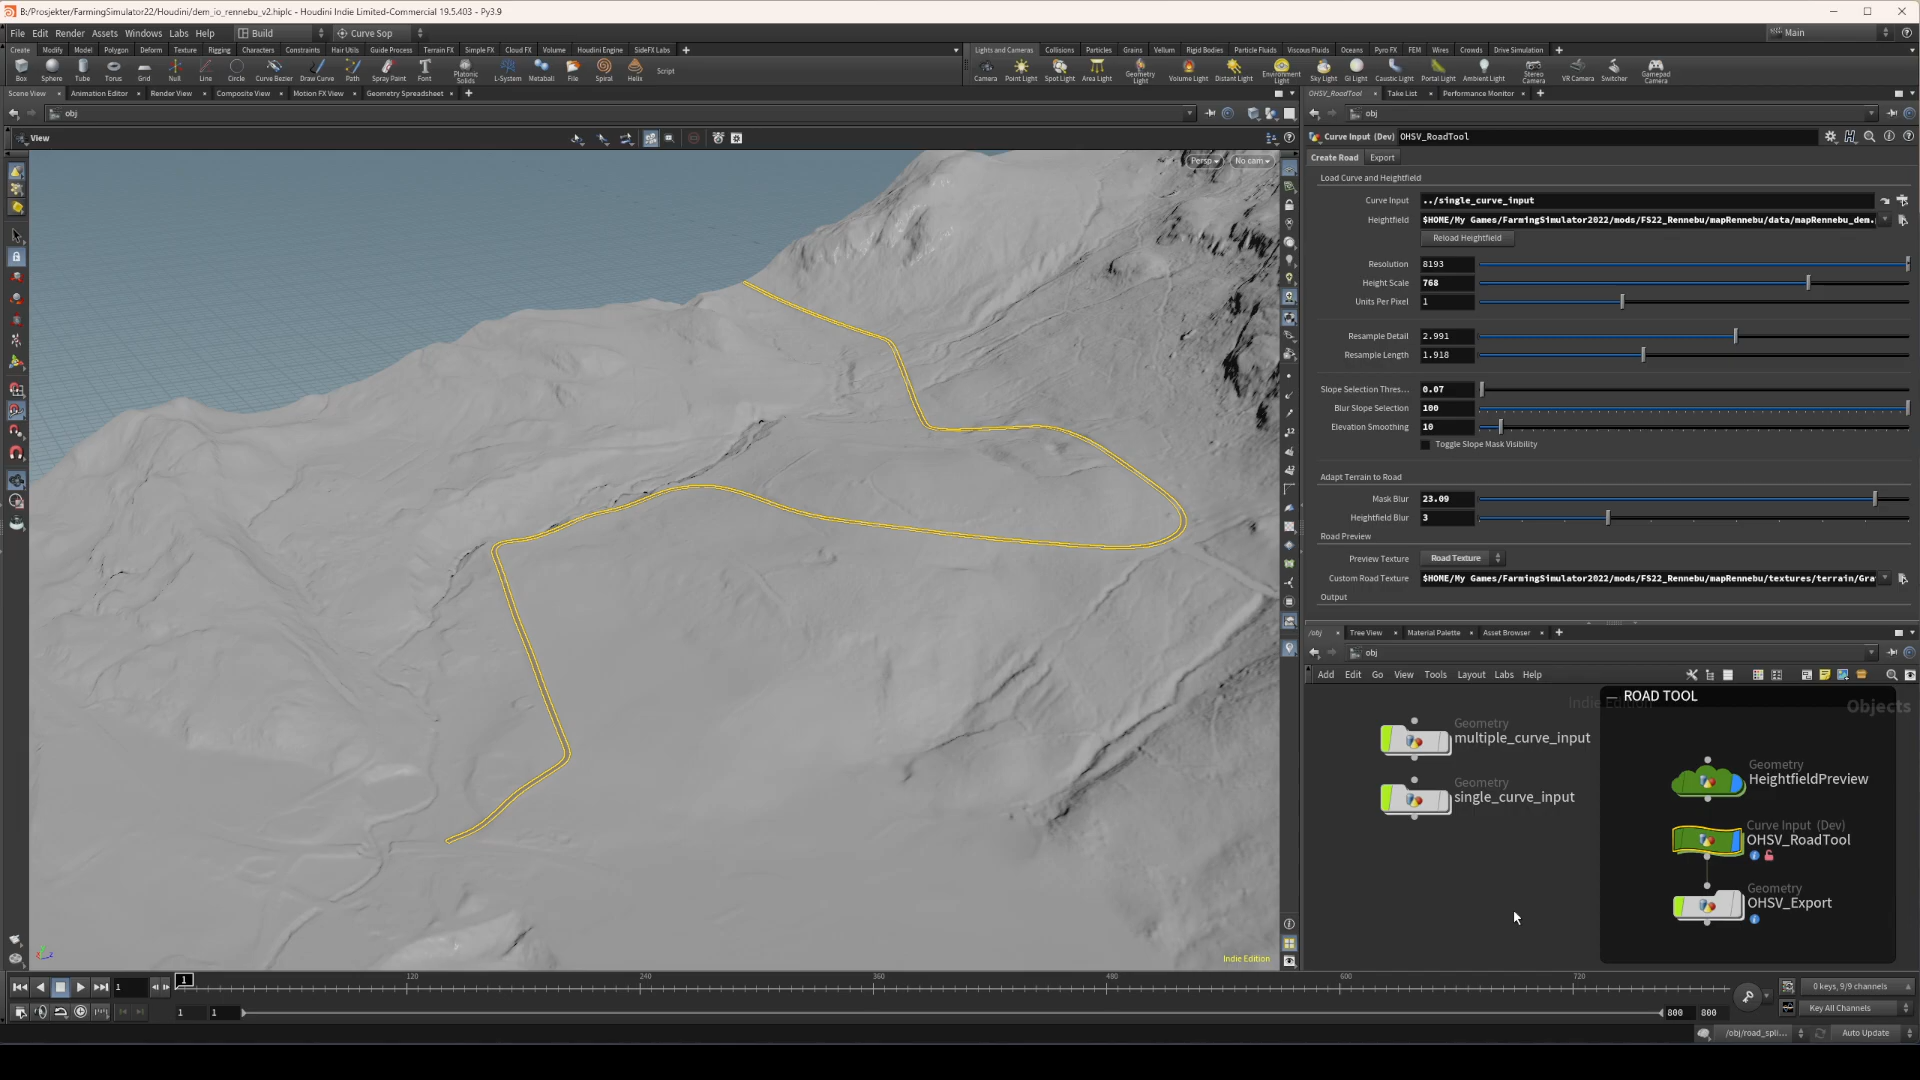 B:/Prosjekter/FarmingSimulator22/Houdini/dem_io_rennebu_v2.hiplc - Houdini Indie Limited-Commercial 19.5.403 - Py3.9
File Edit Render Assets Windows Labs Help Build Curve Sop Main
Create Modify Model Polygon Deform Texture Rigging Characters Constraints Hair Utils Guide Process Terrain FX Simple FX Cloud FX Volume Houdini Engine SideFX Labs
Lights and Cameras Collisions Particles Grains Vellum Rigid Bodies Particle Fluids Viscous Fluids Oceans Pyro FX FEM Wires Crowds Drive Simulation
Box Sphere Tube Torus Grid Null Line Circle Curve Bezier Draw Curve Path Spray Paint Font Platonic Solids L-System Metaball File Spiral Helix Script
Camera Point Light Spot Light Area Light Geometry Light Volume Light Distant Light Environment Light Sky Light GI Light Caustic Light Portal Light Ambient Light Stereo Camera VR Camera Switcher Gamepad Camera
Scene View Animation Editor Render View Composite View Motion FX View Geometry Spreadsheet
OHSV_RoadTool Take List Performance Monitor
obj
obj
View
Curve Input (Dev) OHSV_RoadTool
Persp No cam
Create Road Export
Load Curve and Heightfield
Curve Input ../single_curve_input
Heightfield $HOME/My Games/FarmingSimulator2022/mods/FS22_Rennebu/mapRennebu/data/mapRennebu_dem.
Reload Heightfield
Resolution 8193
Height Scale 768
Units Per Pixel 1
Resample Detail 2.991
Resample Length 1.918
Slope Selection Thres... 0.07
Blur Slope Selection 100
Elevation Smoothing 10
Toggle Slope Mask Visibility
Adapt Terrain to Road
Mask Blur 23.09
Heightfield Blur 3
Road Preview
Preview Texture Road Texture
Custom Road Texture $HOME/My Games/FarmingSimulator2022/mods/FS22_Rennebu/mapRennebu/textures/terrain/Gra
Output
/obj Tree View Material Palette Asset Browser
obj
Add Edit Go View Tools Layout Labs Help
ROAD TOOL
Objects
Geometry
multiple_curve_input
Geometry
single_curve_input
Geometry
HeightfieldPreview
Curve Input (Dev)
OHSV_RoadTool
Geometry
OHSV_Export
Indie Edition
1 120 240 360 480 600 720
1
0 keys, 9/9 channels
1 1 800 800
Key All Channels
/obj/road_spli... Auto Update